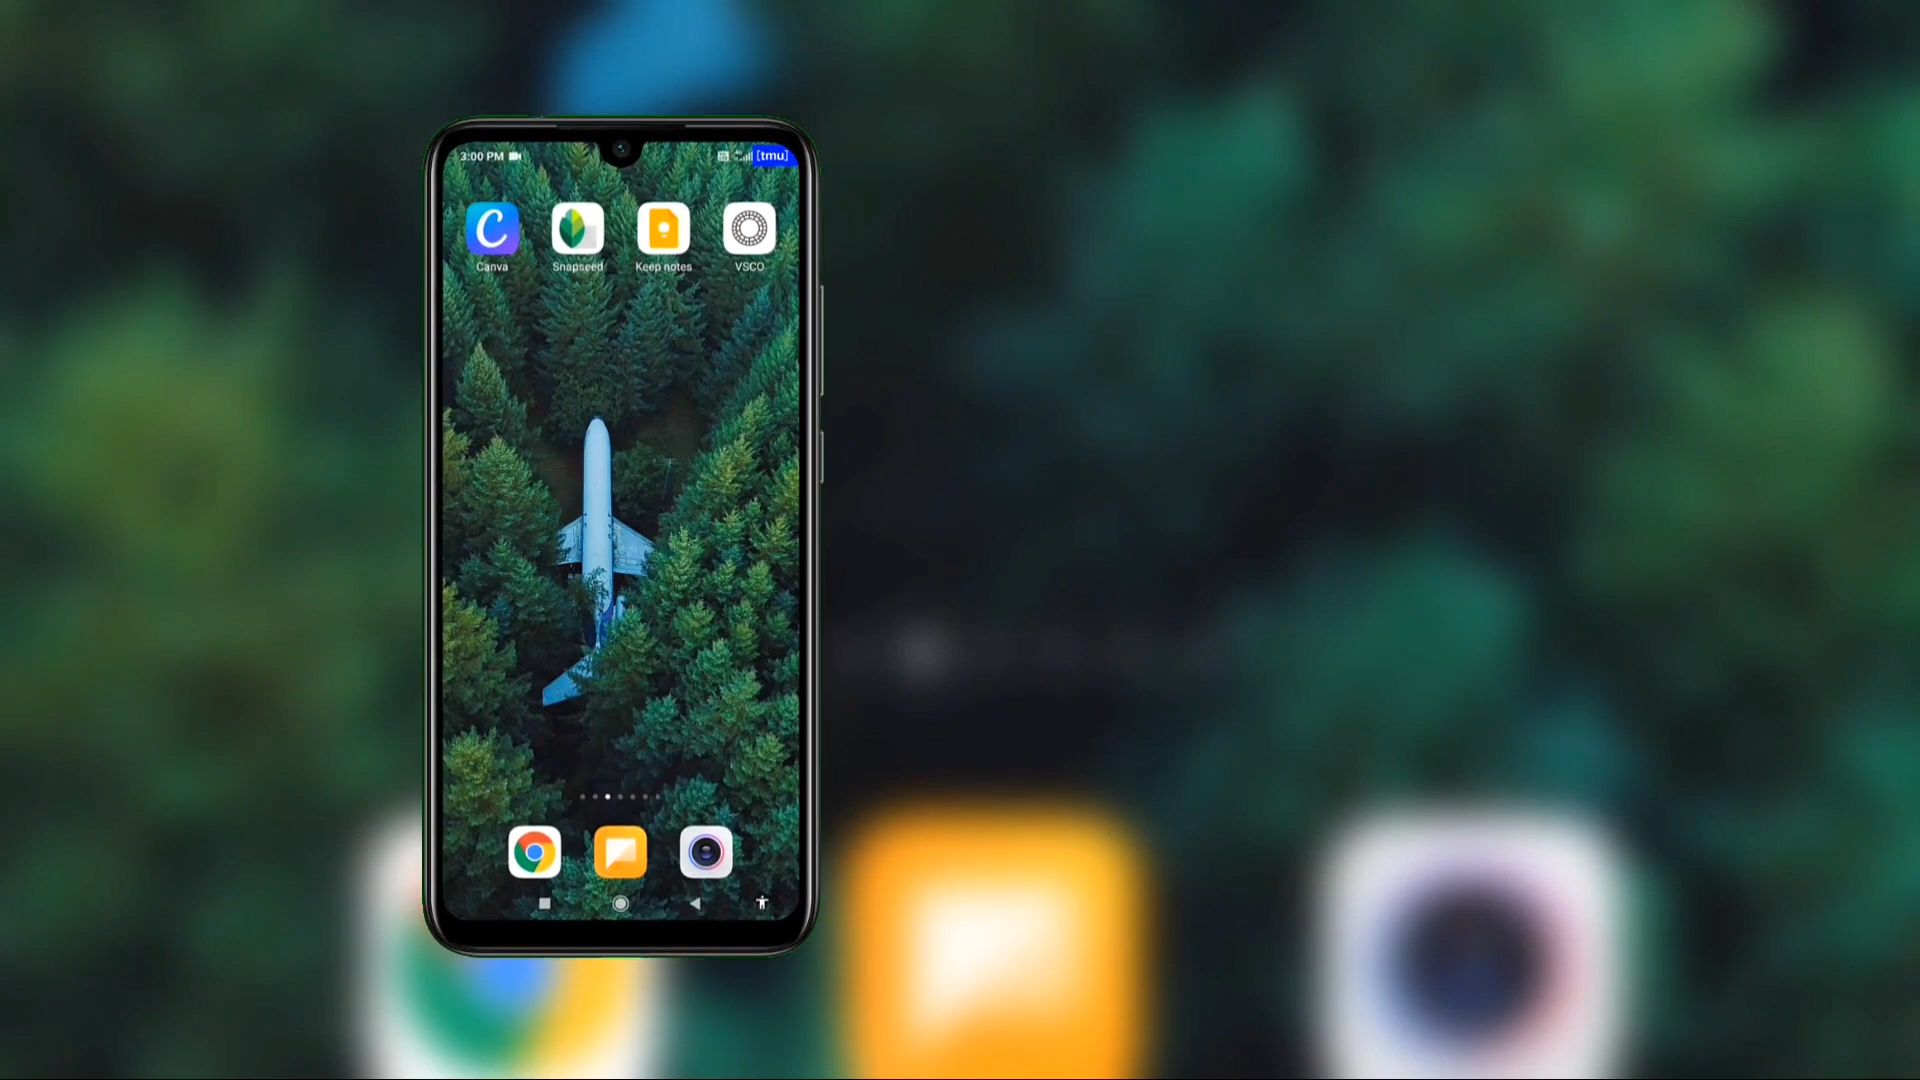 3:00 PM
[tmu]
Canva
Snapseed
Keep notes
VSCO